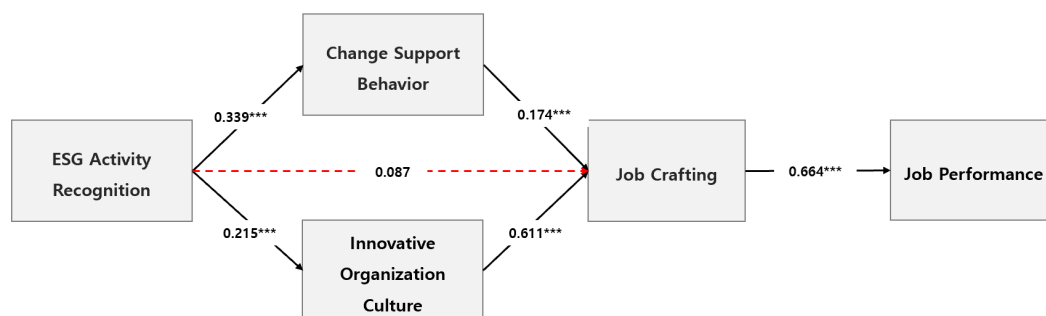 Change Support
Behavior
0.339***
0.174***
ESG Activity
Recognition
0.087
Job Crafting
0.664***
Job Performance
0.215***
0.611***
Innovative
Organization
Culture